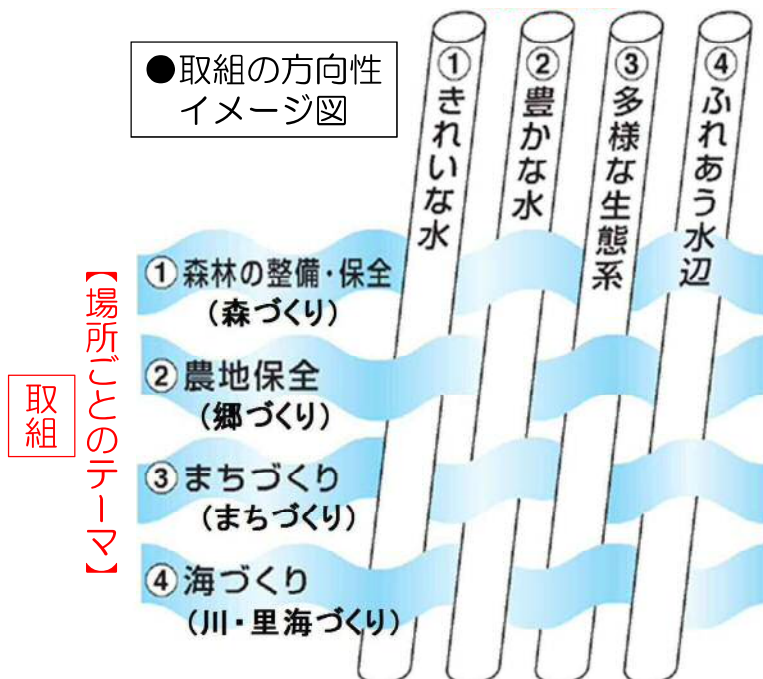 ●取組の方向性
イメージ図
①きれいな水
②豊かな水
③多様な生態系
④ふれあう水辺
取組
【場所ごとのテーマ】
①森林の整備・保全
(森づくり)
②農地保全
(郷づくり)
③まちづくり
(まちづくり)
④海づくり
(川・里海づくり)